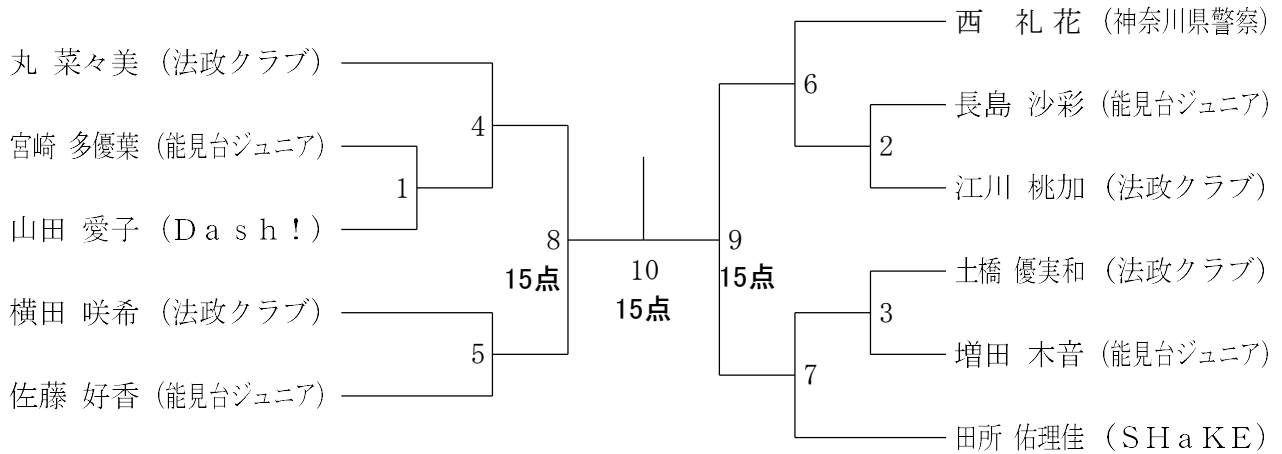 丸 菜々美 (法政クラブ)
宮崎 多優葉 (能見台ジュニア)
山田 愛子 (Ｄａｓｈ！)
横田 咲希 (法政クラブ)
佐藤 好香 (能見台ジュニア)
4
1
5
8
15点
10
15点
9
15点
6
2
3
7
西　礼花 (神奈川県警察)
長島 沙彩 (能見台ジュニア)
江川 桃加 (法政クラブ)
土橋 優実和 (法政クラブ)
増田 木音 (能見台ジュニア)
田所 佑理佳 (ＳＨａＫＥ)